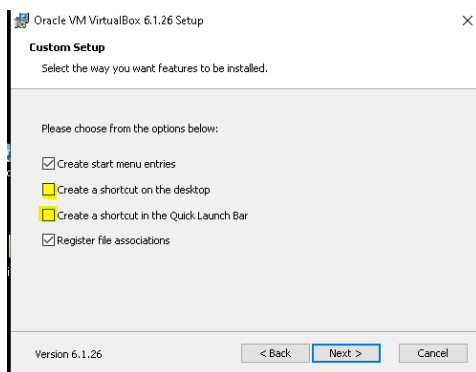 Oracle VM VirtualBox 6.1.26 Setup
Custom Setup
Select the way you want features to be installed.
Please choose from the options below:
Create start menu entries
Create a shortcut on the desktop
Create a shortcut in the Quick Launch Bar
Register file associations
Version 6.1.26
< Back Next > Cancel